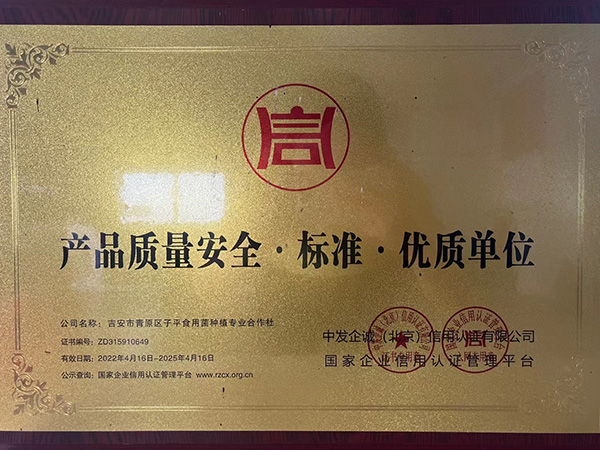 信
产品质量安全·标准·优质单位
公司名称：吉安市青原区子平食用菌种植专业合作社
证书编号：ZD315910649
有效日期：2022年4月16日-2025年4月16日
公示查询：国家企业信用认证管理平台 www.rzcx.org.cn
中发企诚（北京）信用认证有限公司
国家企业信用认证管理平台